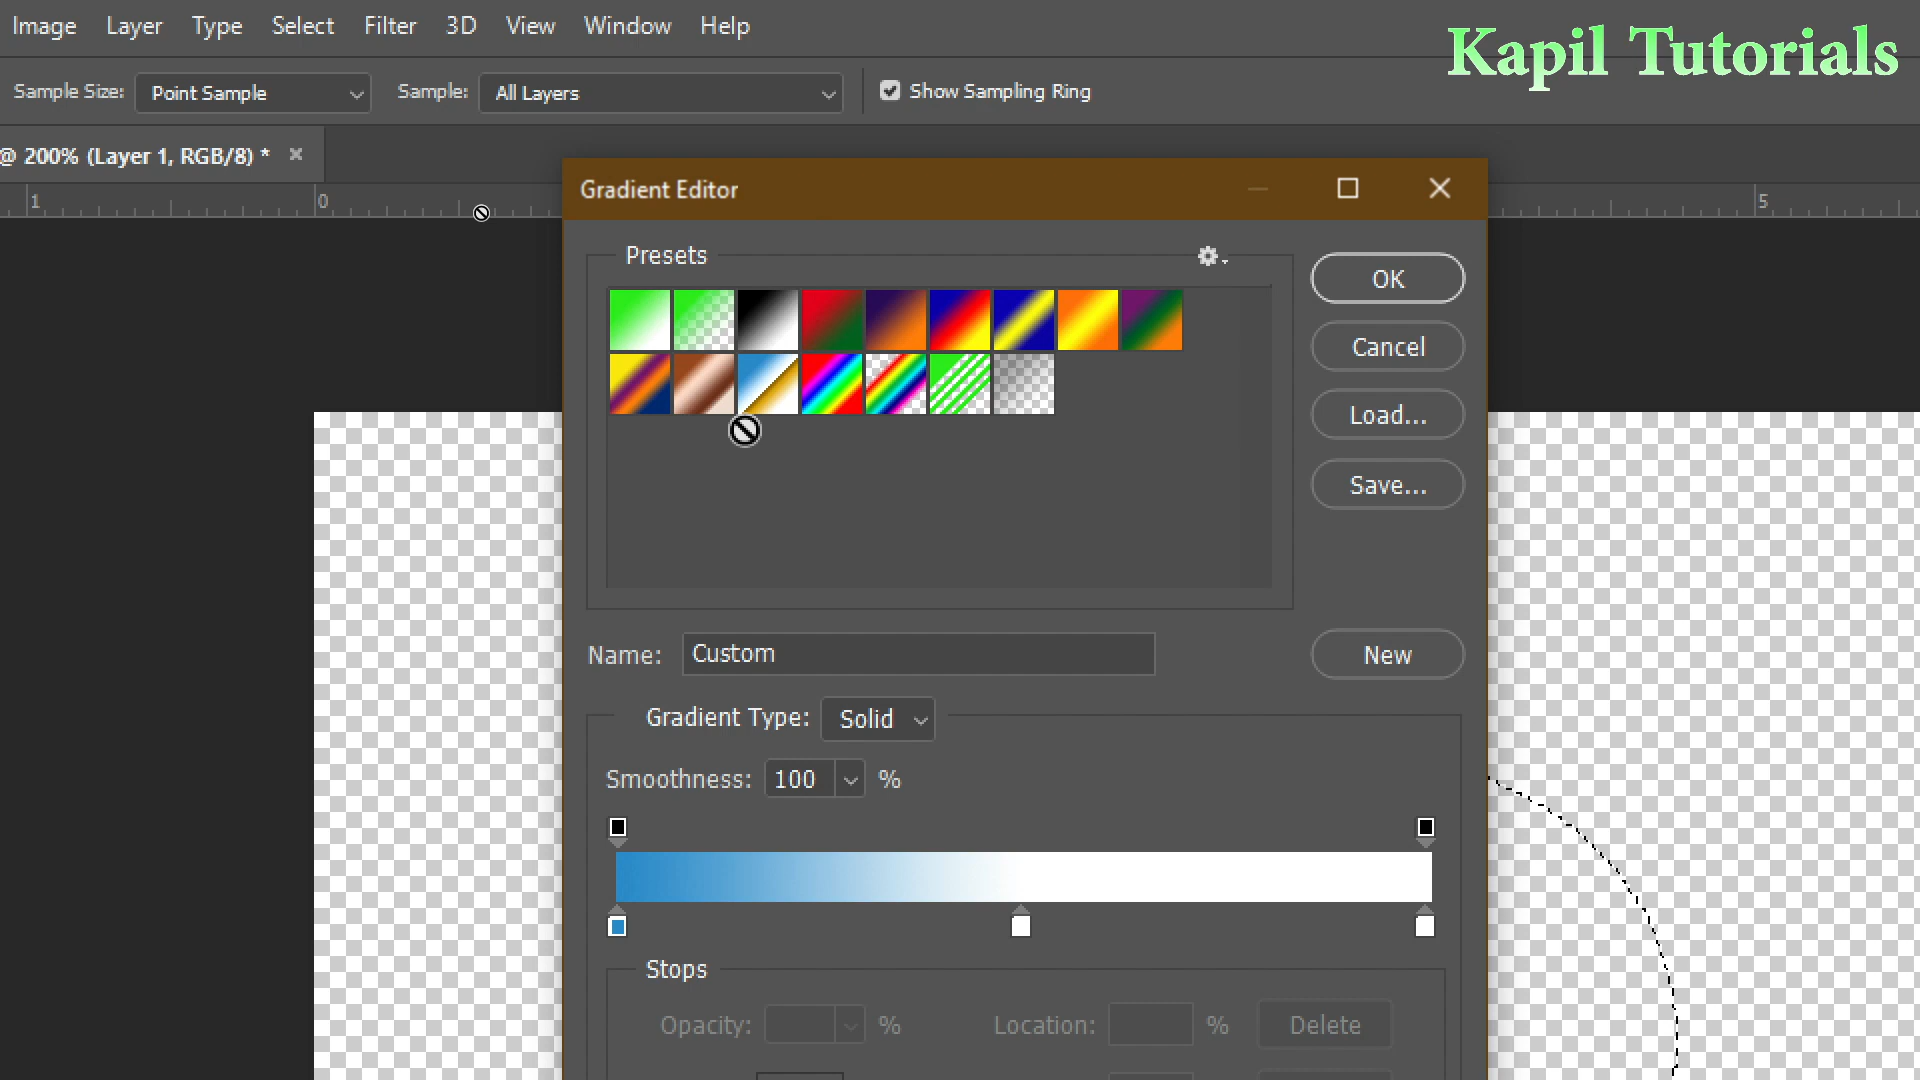 Image Layer Type Select Filter 3D View Window Help
Kapil Tutorials
Sample Size: Point Sample Sample: All Layers Show Sampling Ring
@ 200% (Layer 1, RGB/8) * ×
1 0 5
Gradient Editor
Presets
OK
Cancel
Load...
Save...
Name: Custom
New
Gradient Type: Solid
Smoothness: 100 %
Stops
Opacity: % Location: % Delete